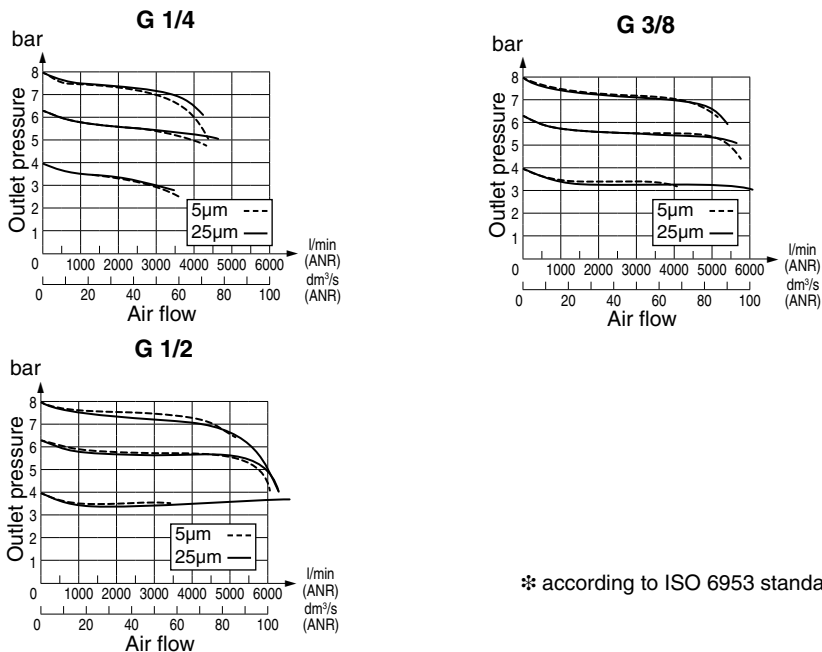 G 1/4
bar
8
7
6
5
4
3
2
1
Outlet pressure
5µm
25µm
0 1000 2000 3000 4000 5000 6000
l/min
(ANR)
0 20 40 60 80 100
dm³/s
(ANR)
Air flow
G 3/8
bar
8
7
6
5
4
3
2
1
Outlet pressure
5µm
25µm
0 1000 2000 3000 4000 5000 6000
l/min
(ANR)
0 20 40 60 80 100
dm³/s
(ANR)
Air flow
G 1/2
bar
8
7
6
5
4
3
2
1
Outlet pressure
5µm
25µm
0 1000 2000 3000 4000 5000 6000
l/min
(ANR)
0 20 40 60 80 100
dm³/s
(ANR)
Air flow
❇ according to ISO 6953 standa